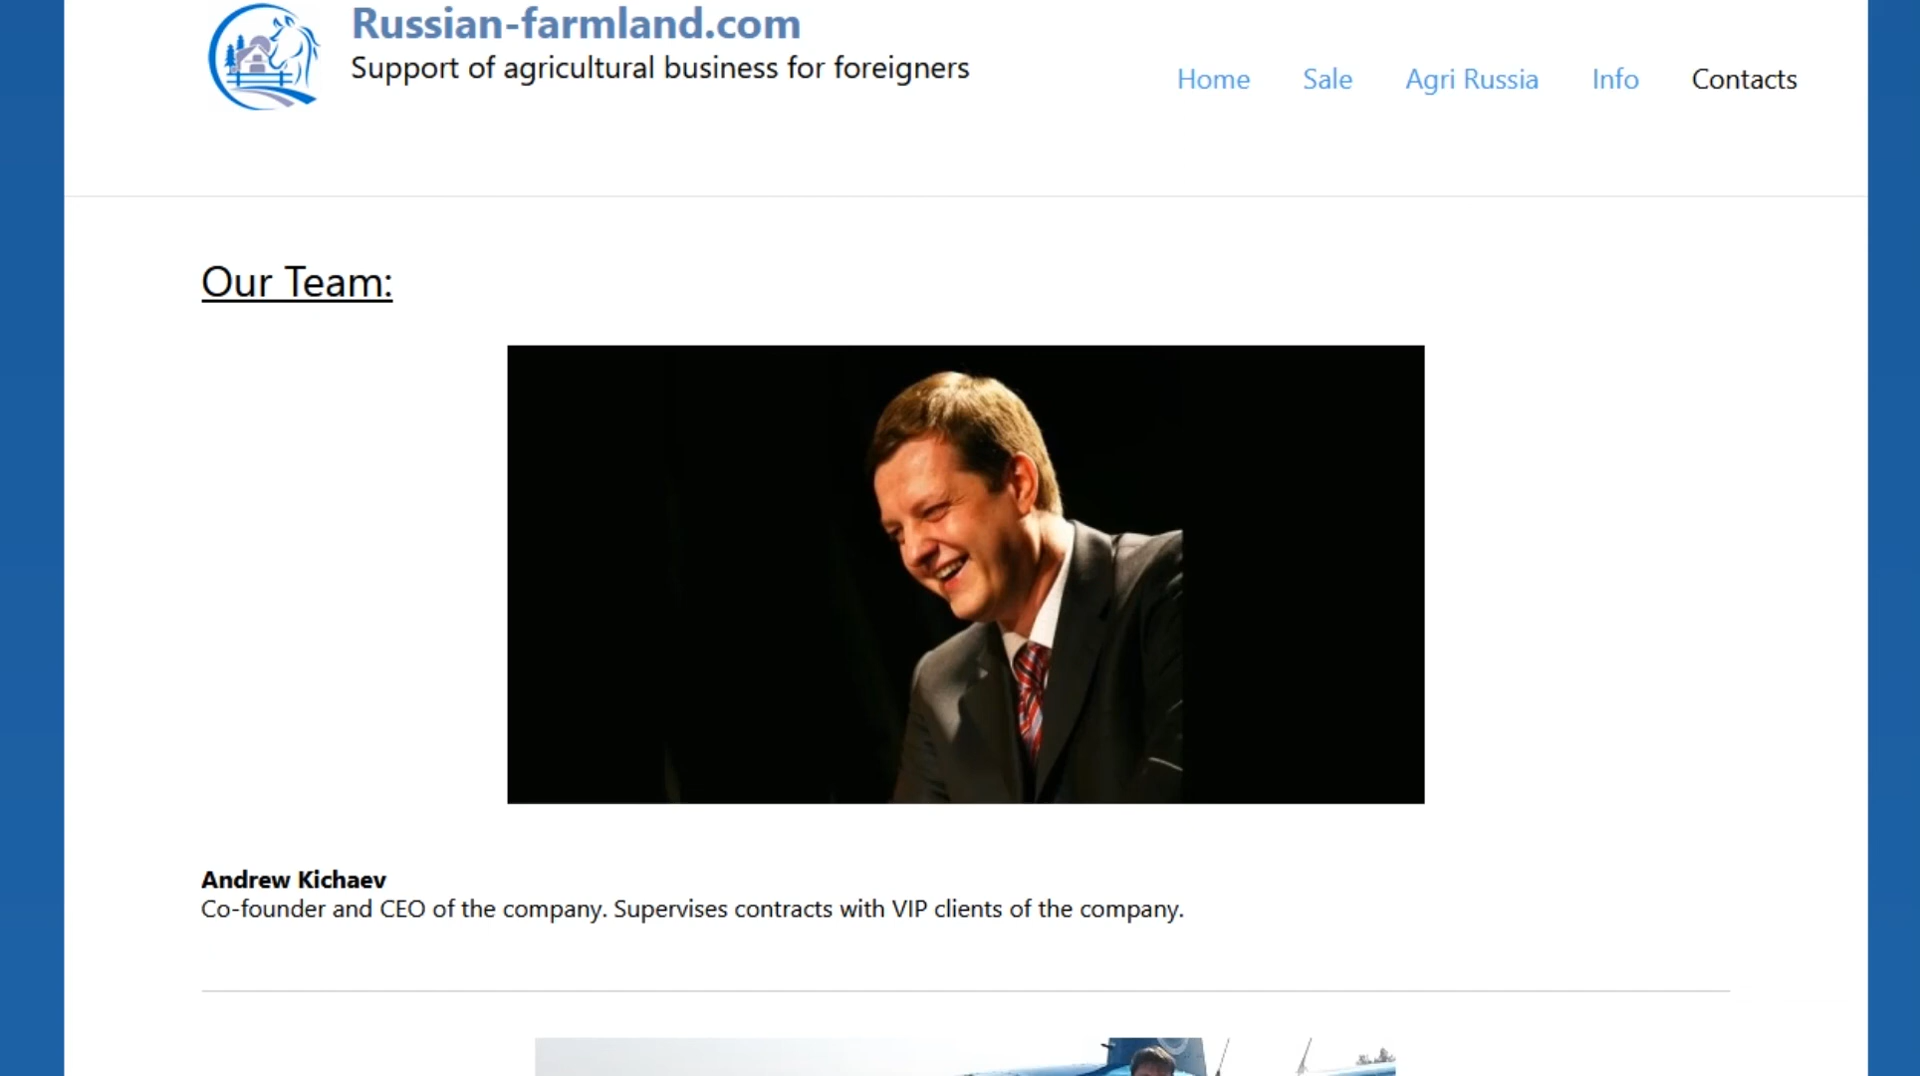 Russian-farmland.com
Support of agricultural business for foreigners
Home Sale Agri Russia Info Contacts
Our Team:
Andrew Kichaev
Co-founder and CEO of the company. Supervises contracts with VIP clients of the company.